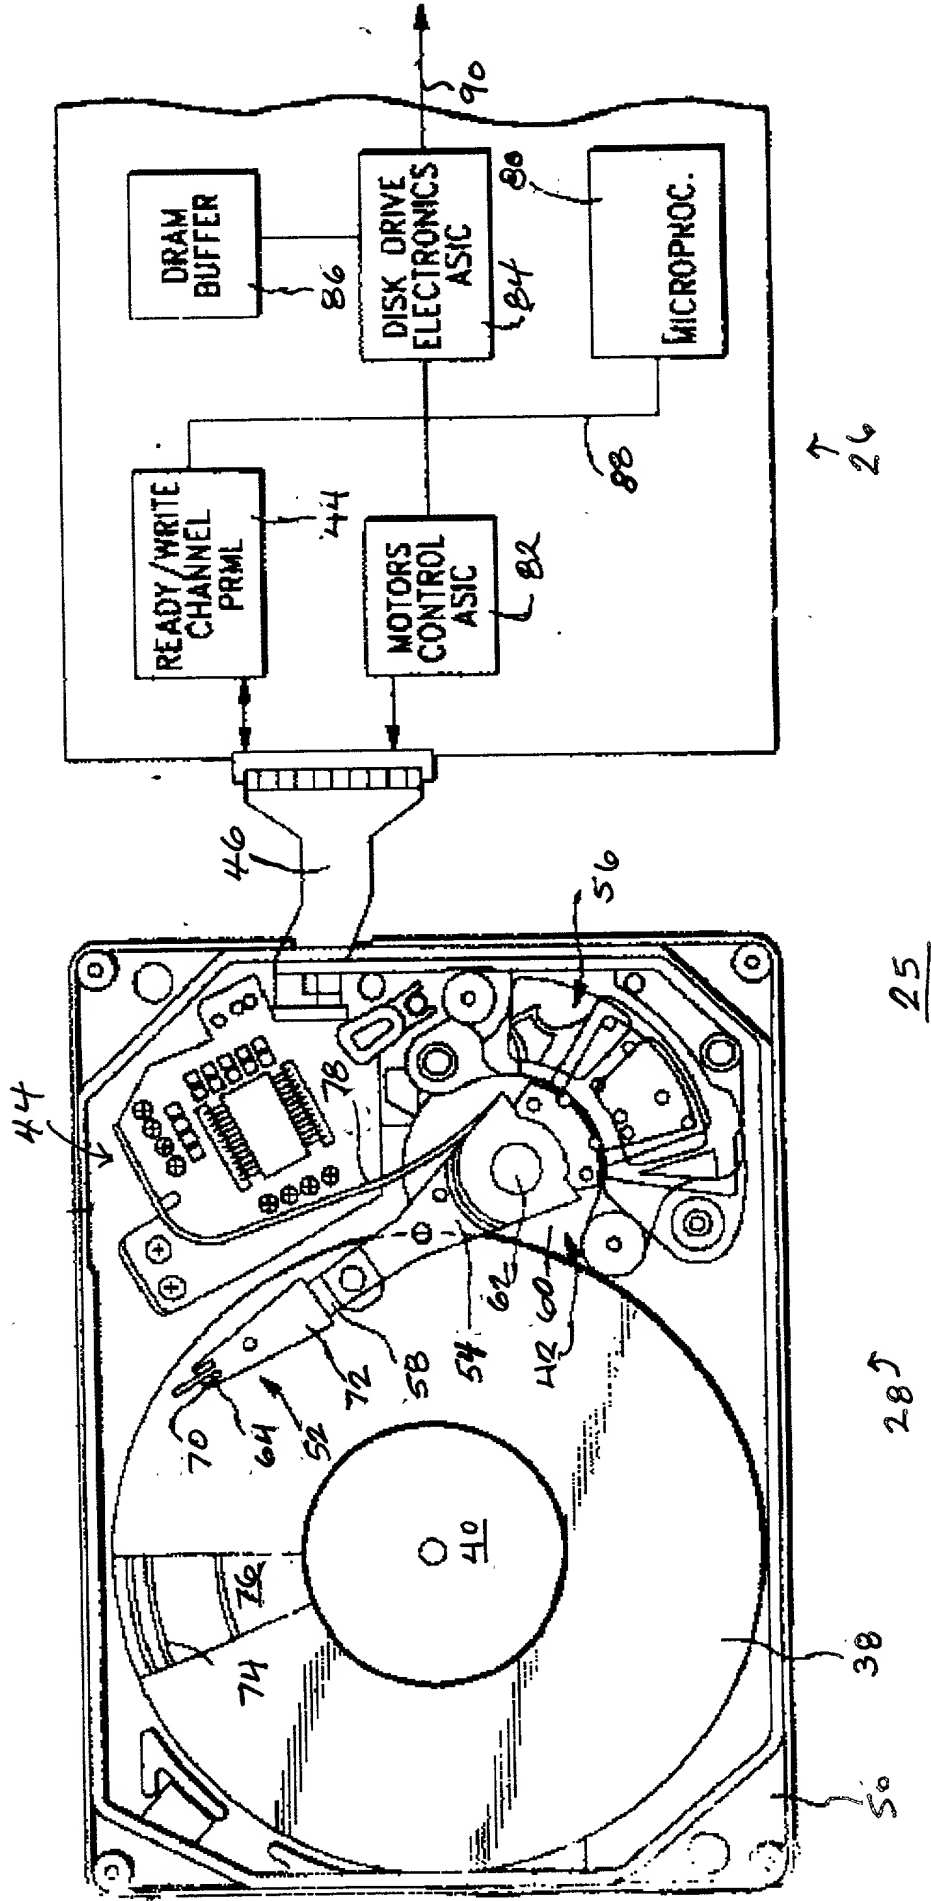 DRAM
BUFFER
86
DISK DRIVE
ELECTRONICS
ASIC
84
90
80
MICROPROC.
READY/WRITE
CHANNEL
PRML
44
MOTORS
CONTROL
ASIC
82
88
26
46
44
78
56
70
64
52
72
58
54
62
60
42
40
76
74
38
50
28
25